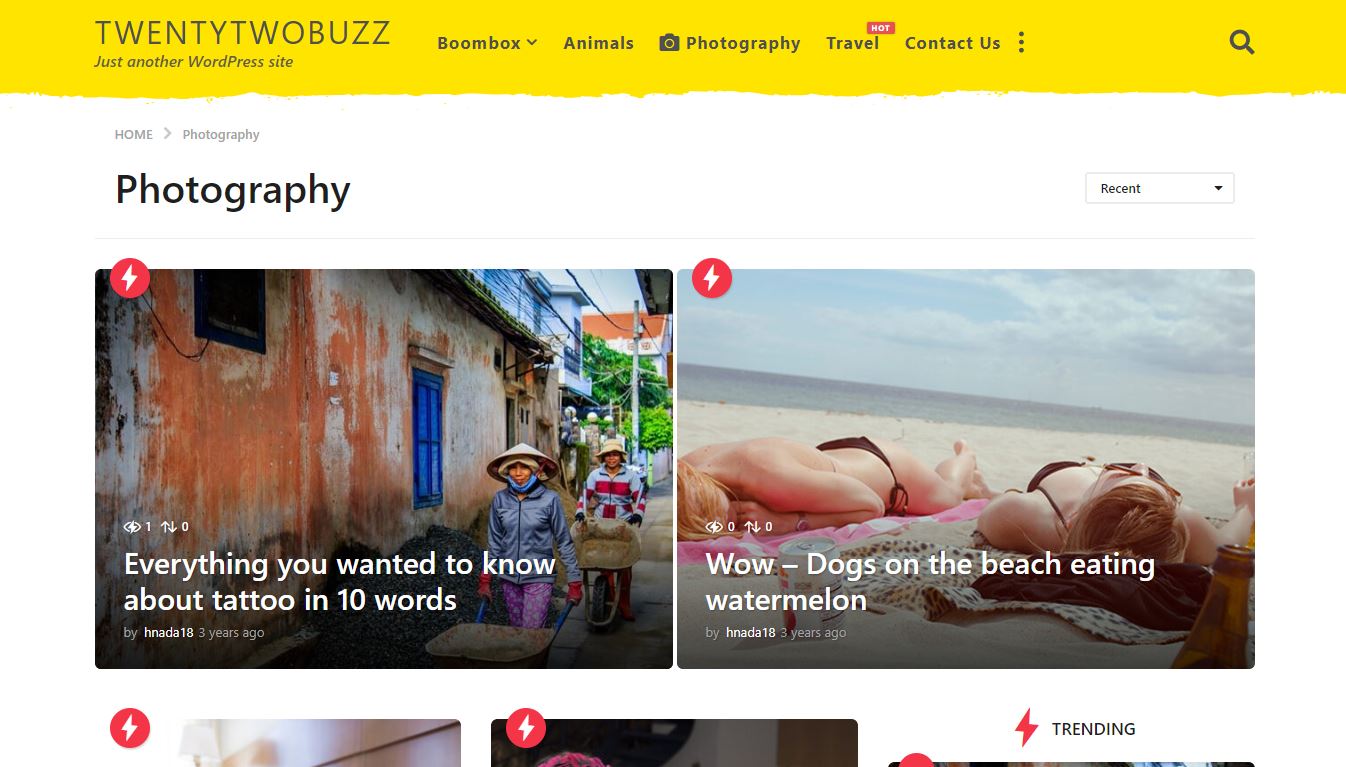 TWENTYTWOBUZZ
Just another WordPress site
Boombox Animals Photography Travel HOT Contact Us
HOME Photography
Photography
Recent
1 0
Everything you wanted to know
about tattoo in 10 words
by hnada18 3 years ago
0 0
Wow – Dogs on the beach eating
watermelon
by hnada18 3 years ago
TRENDING